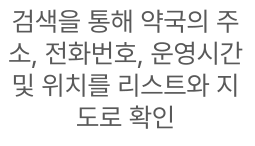 검색을 통해 약국의 주
소, 전화번호, 운영시간
및 위치를 리스트와 지
도로 확인